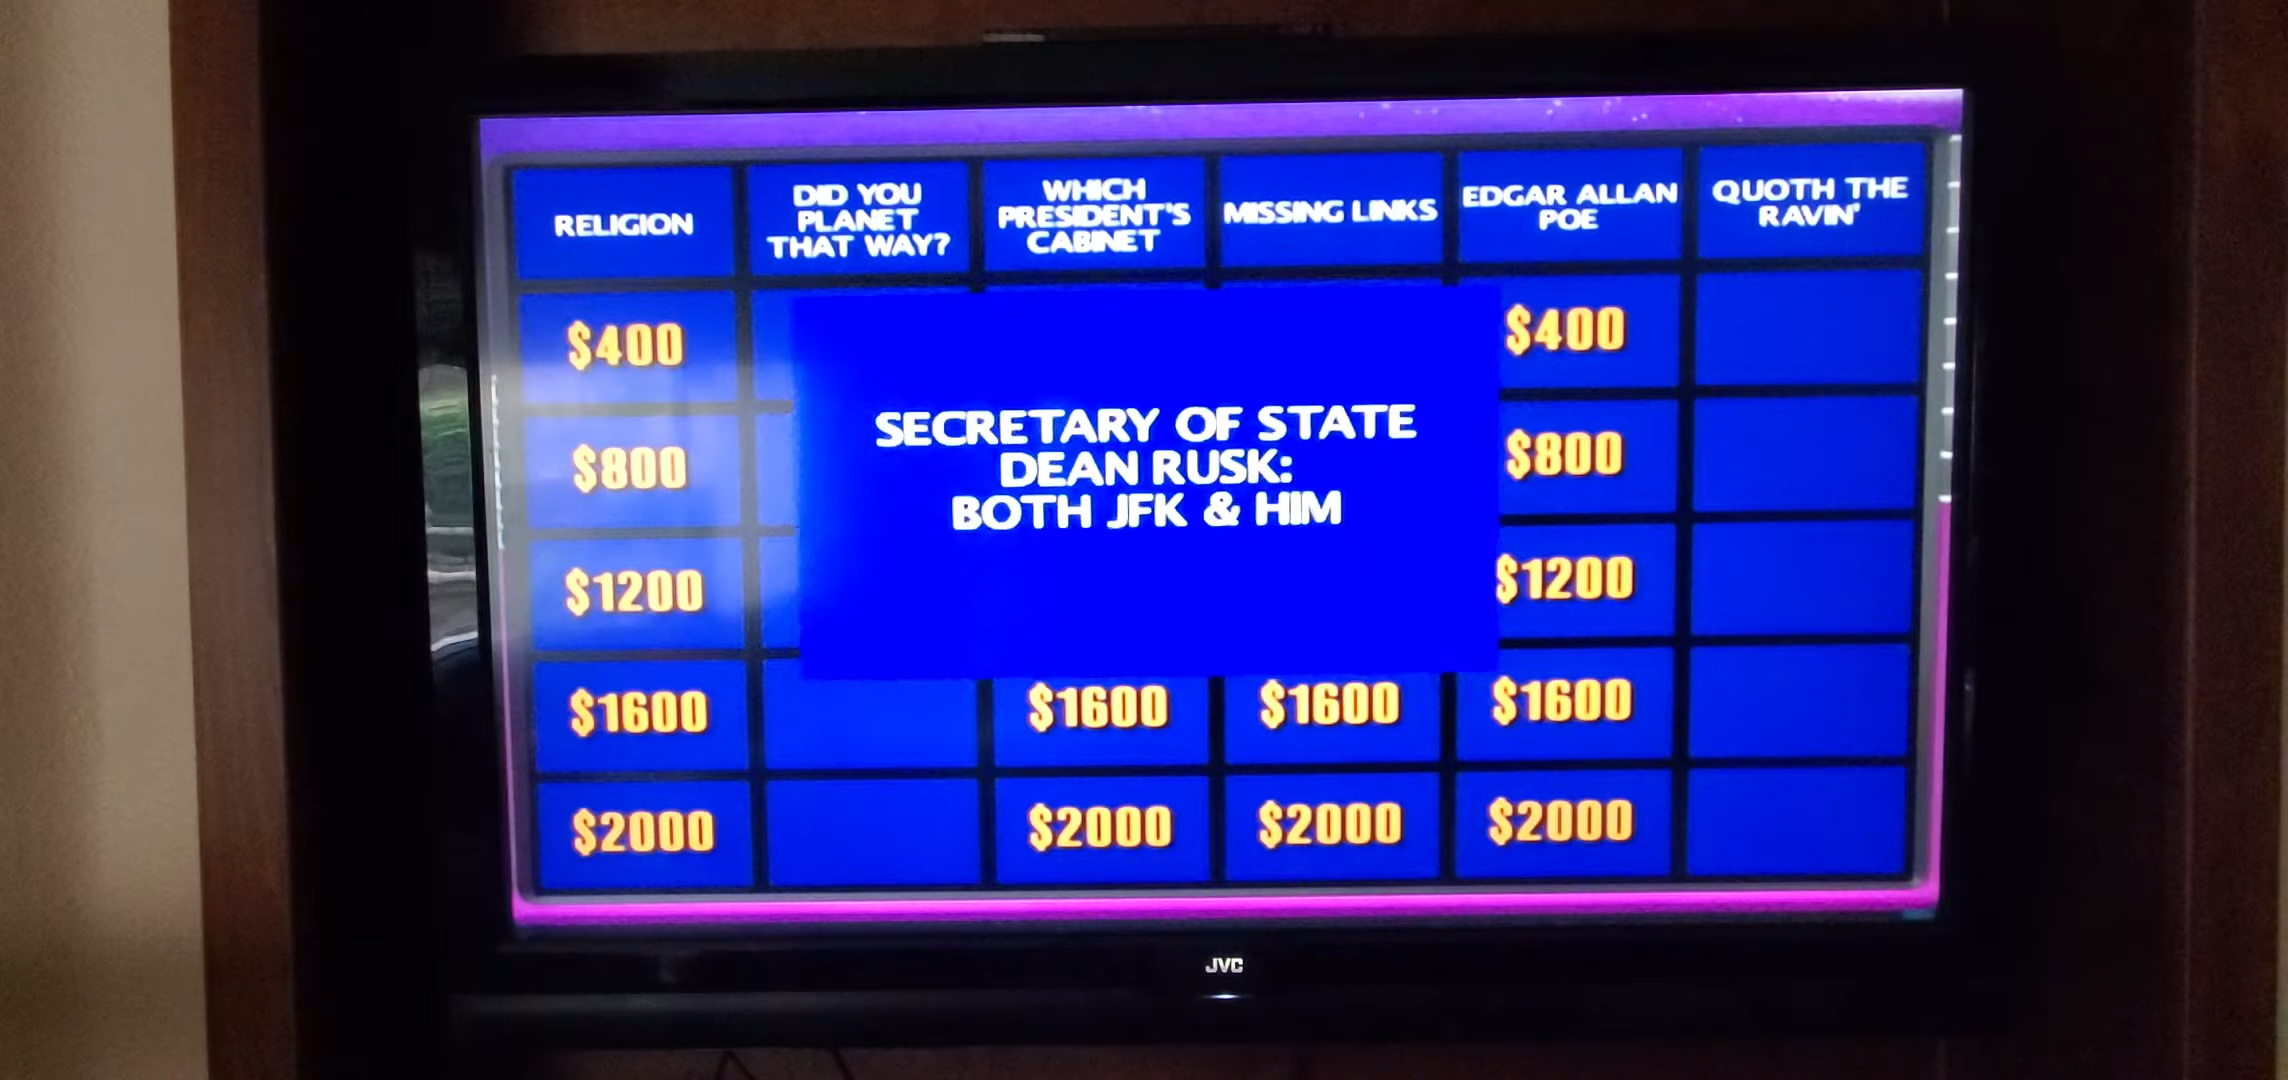 RELIGION
DID YOU
PLANET
THAT WAY?
WHICH
PRESIDENT'S
CABINET
MISSING LINKS
EDGAR ALLAN
POE
QUOTH THE
RAVIN'
$400
$400
$800
$800
$1200
$1200
SECRETARY OF STATE
DEAN RUSK:
BOTH JFK & HIM
$1600
$1600
$1600
$1600
$2000
$2000
$2000
$2000
JVC